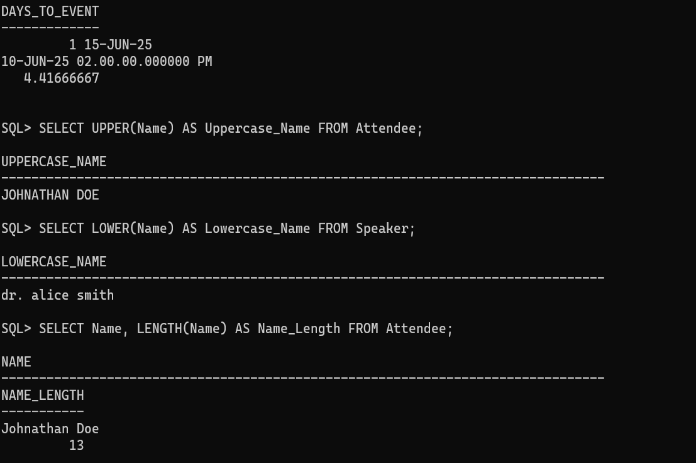 DAYS_TO_EVENT
-------------
         1 15-JUN-25
10-JUN-25 02.00.00.000000 PM
   4.41666667
SQL> SELECT UPPER(Name) AS Uppercase_Name FROM Attendee;
UPPERCASE_NAME
--------------------------------------------------------------------------------
JOHNATHAN DOE
SQL> SELECT LOWER(Name) AS Lowercase_Name FROM Speaker;
LOWERCASE_NAME
--------------------------------------------------------------------------------
dr. alice smith
SQL> SELECT Name, LENGTH(Name) AS Name_Length FROM Attendee;
NAME
--------------------------------------------------------------------------------
NAME_LENGTH
-----------
Johnathan Doe
         13